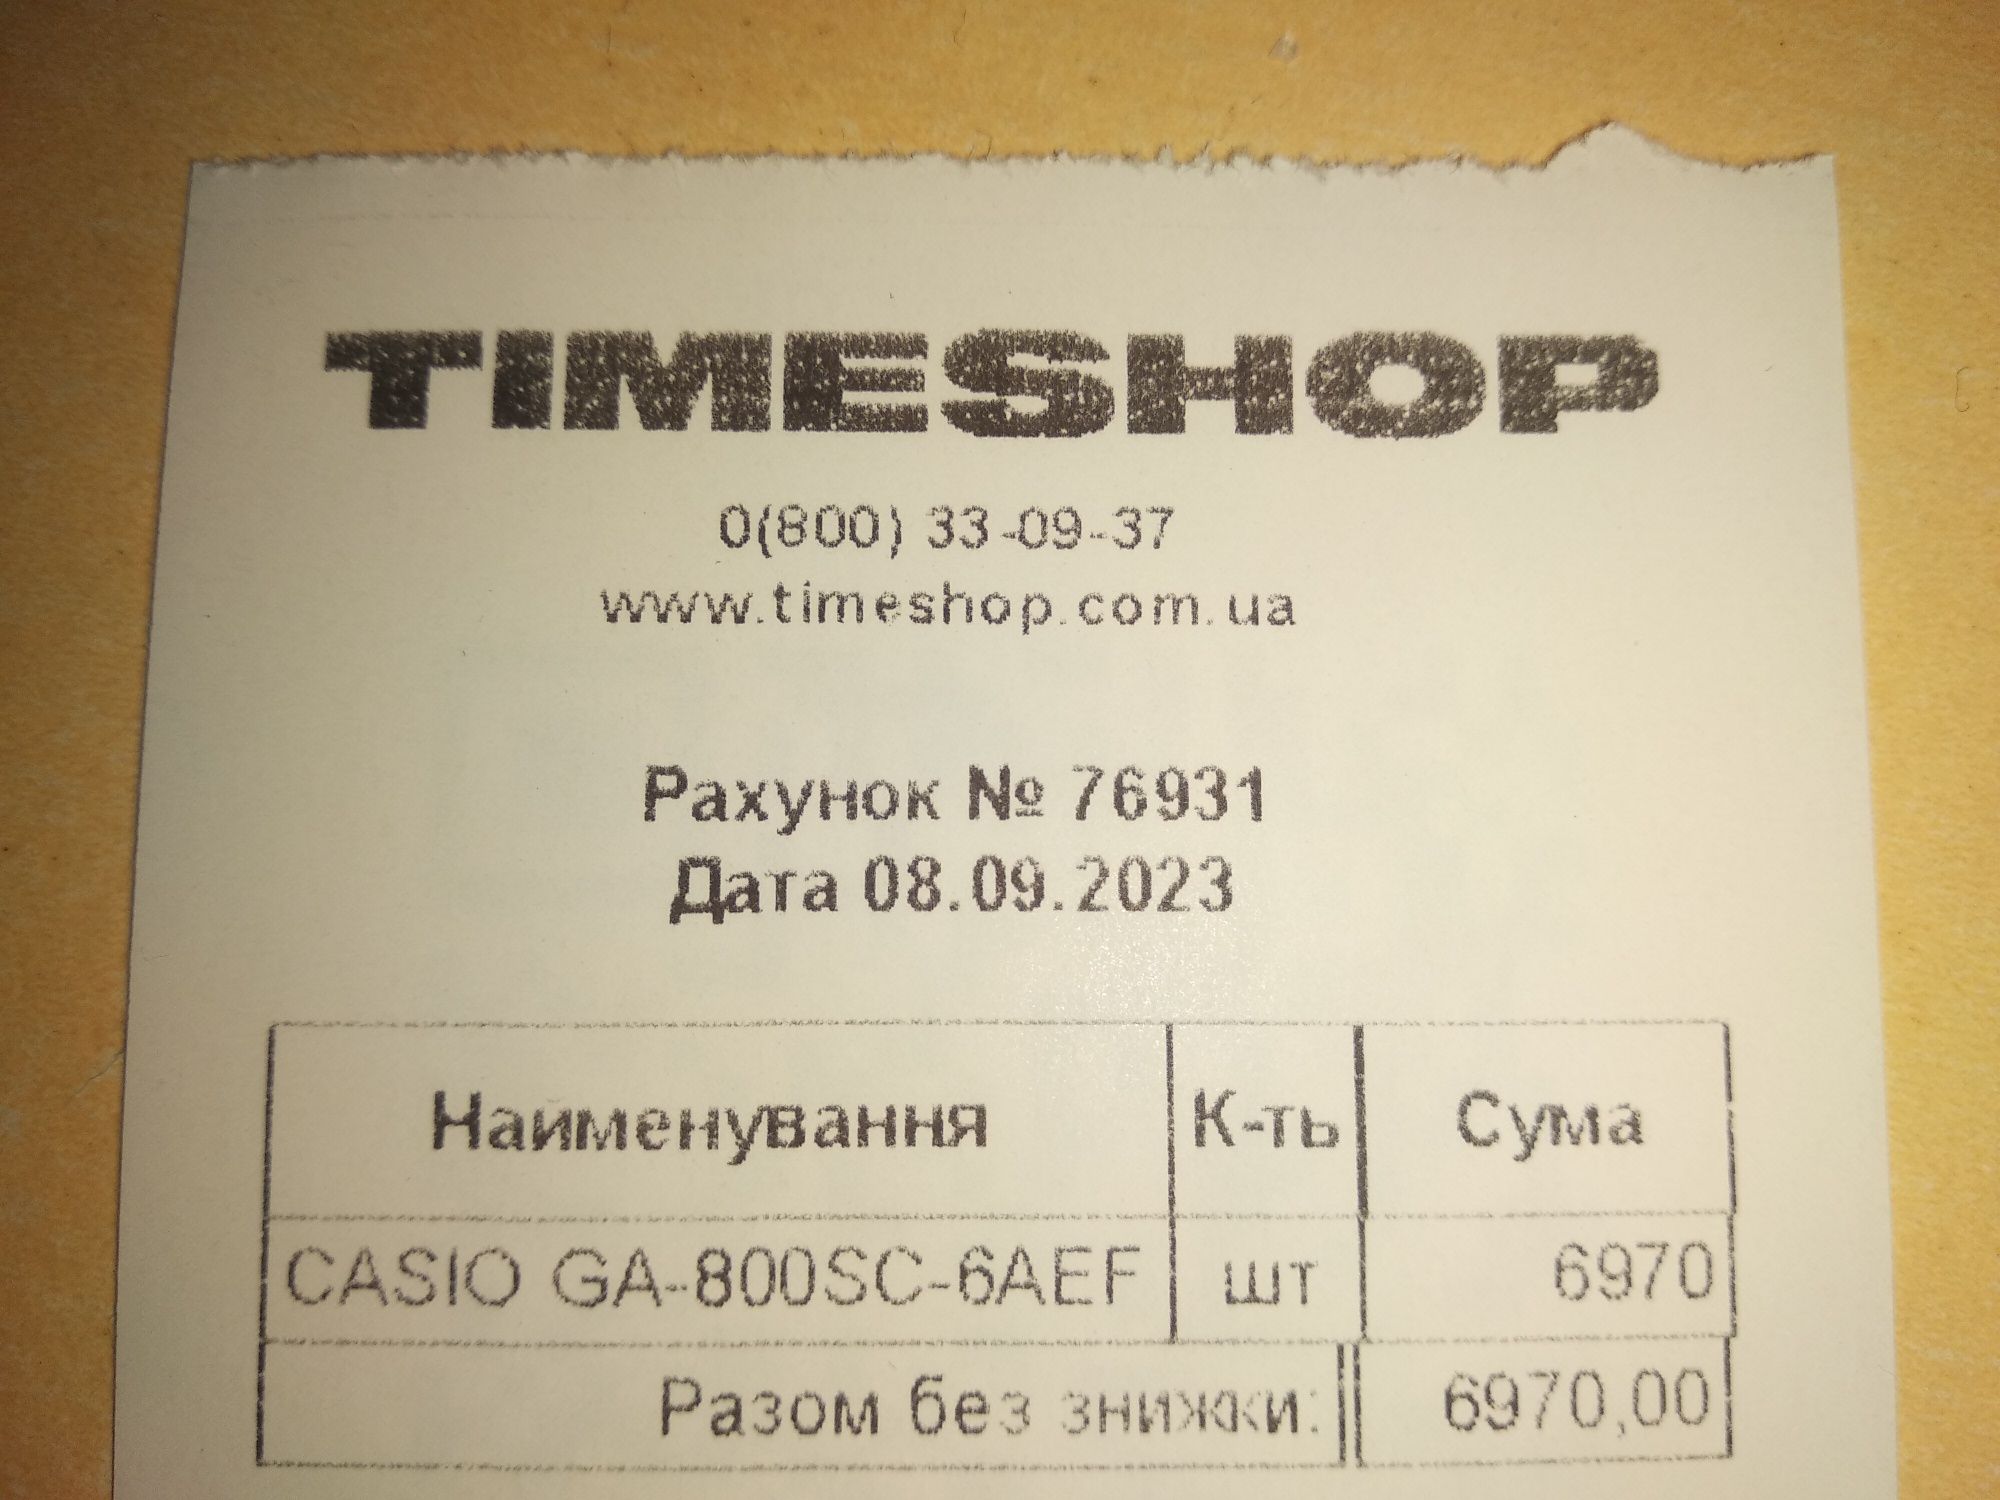 TIMESHOP
0(800) 33-09-37
www.timeshop.com.ua
Рахунок № 76931
Дата 08.09.2023
Найменування К-ть Сума
CASIO GA-800SC-6AEF шт 6970
Разом без знижки: 6970,00